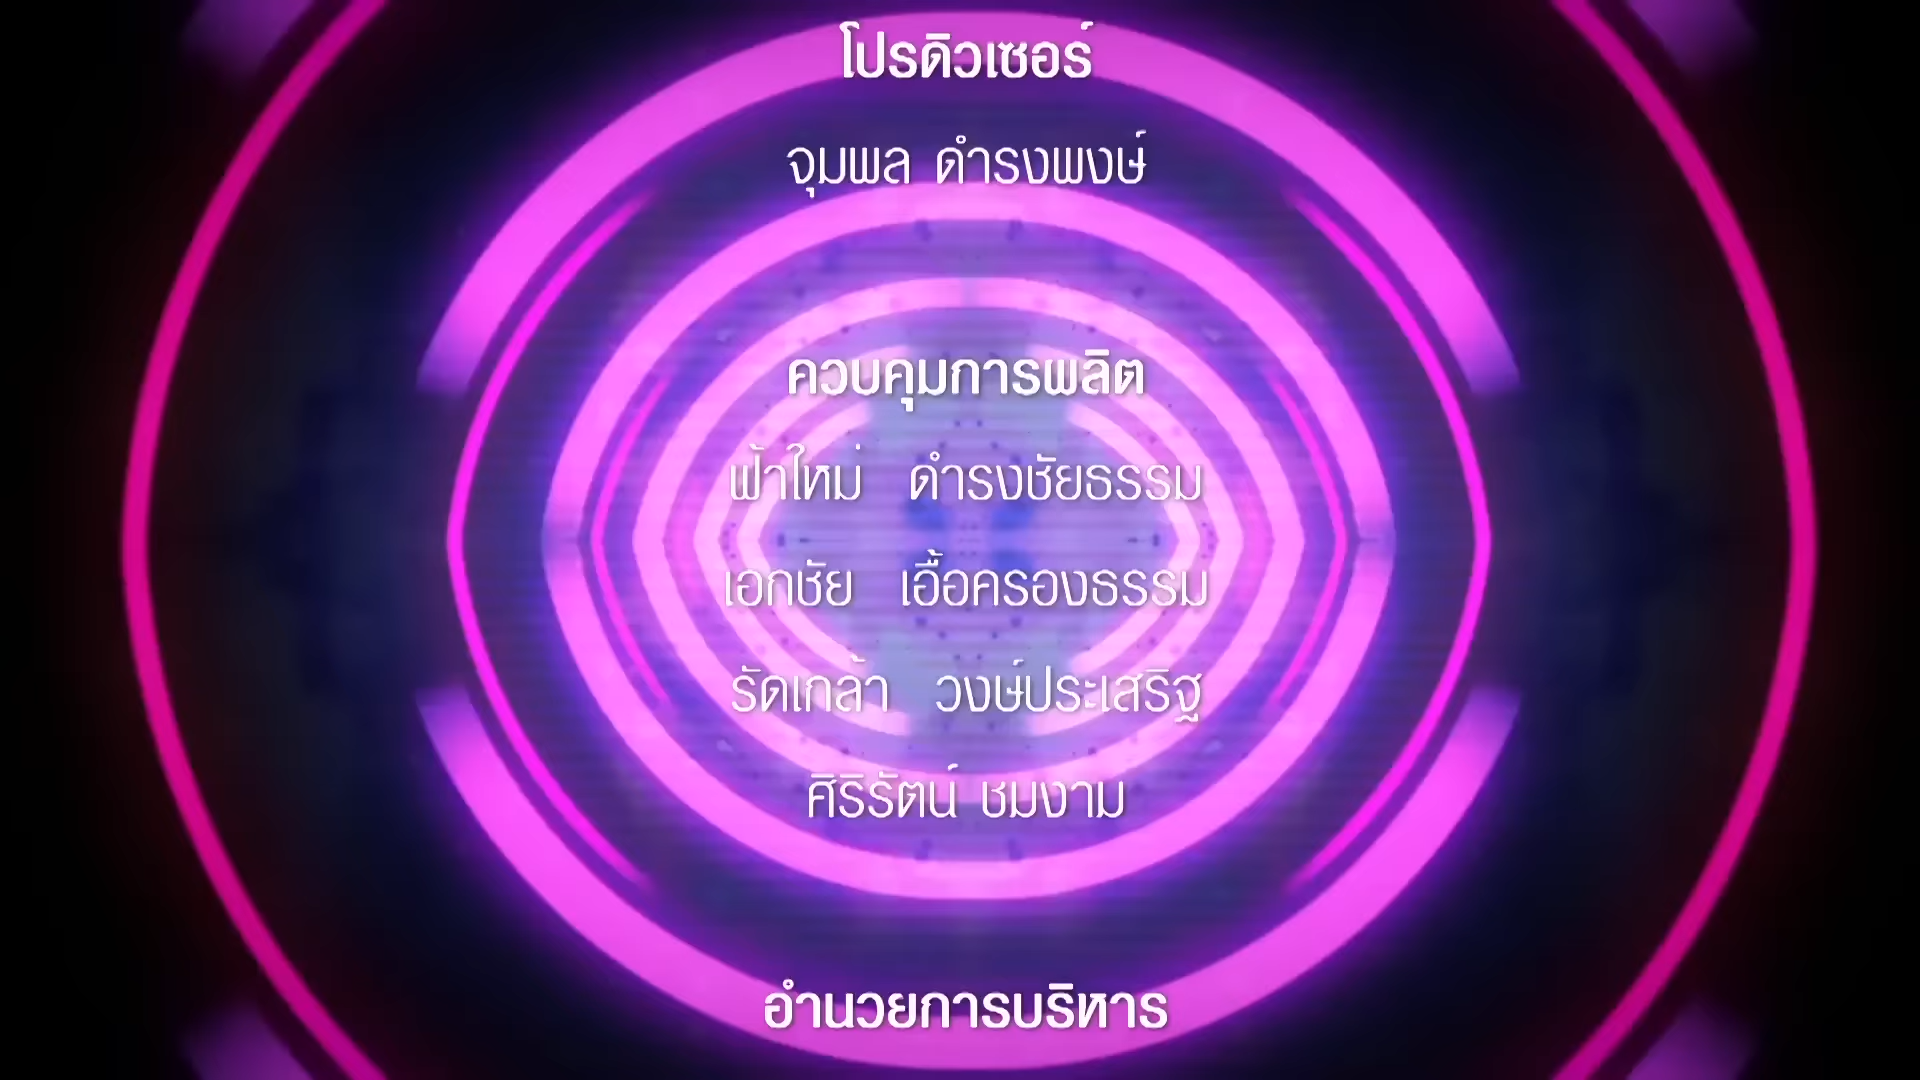 โปรดิวเซอร์
จุมพล ดำรงพงษ์
ควบคุมการผลิต
ฟ้าใหม่ ดำรงชัยธรรม
เอกชัย เอื้อครองธรรม
รัดเกล้า วงษ์ประเสริฐ
ศิริรัตน์ ชมงาม
อำนวยการบริหาร